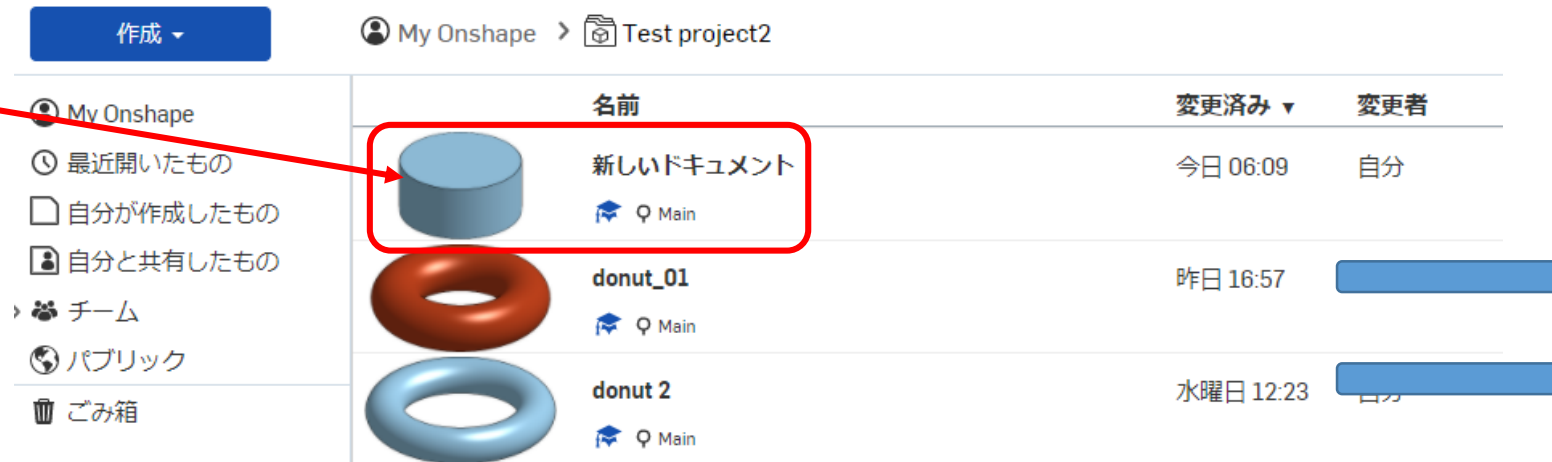 作成
My Onshape > Test project2
My Onshape
最近開いたもの
自分が作成したもの
自分と共有したもの
チーム
パブリック
ごみ箱
名前 変更済み 変更者
新しいドキュメント 今日 06:09 自分
Main
donut_01 昨日 16:57
Main
donut 2 水曜日 12:23
Main